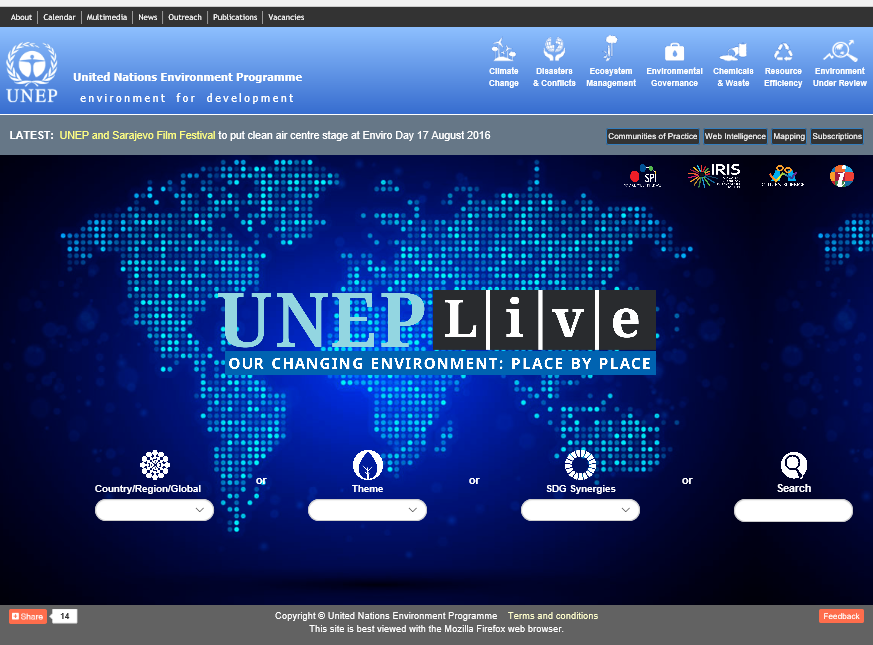 About Calendar Multimedia News Outreach Publications Vacancies
UNEP
United Nations Environment Programme
environment for development
Climate Change
Disasters & Conflicts
Ecosystem Management
Environmental Governance
Chemicals & Waste
Resource Efficiency
Environment Under Review
LATEST: UNEP and Sarajevo Film Festival to put clean air centre stage at Enviro Day 17 August 2016
Communities of Practice Web Intelligence Mapping Subscriptions
SPI
IRIS
CITIZEN SCIENCE
i
UNEP Live
OUR CHANGING ENVIRONMENT: PLACE BY PLACE
Country/Region/Global
or
Theme
or
SDG Synergies
or
Search
Share 14
Copyright © United Nations Environment Programme Terms and conditions
This site is best viewed with the Mozilla Firefox web browser.
Feedback